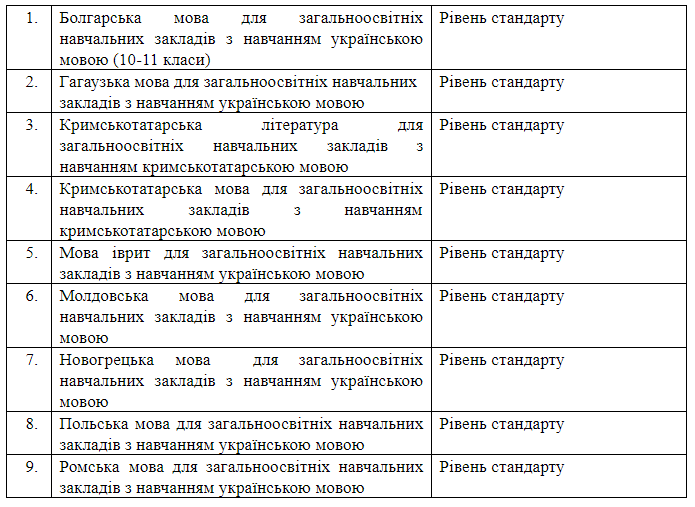 1. Болгарська мова для загальноосвітніх Рівень стандарту
навчальних закладів з навчанням українською
мовою (10-11 класи)
2. Гагаузька мова для загальноосвітніх навчальних Рівень стандарту
закладів з навчанням українською мовою
3. Кримськотатарська література для Рівень стандарту
загальноосвітніх навчальних закладів з
навчанням кримськотатарською мовою
4. Кримськотатарська мова для загальноосвітніх Рівень стандарту
навчальних закладів з навчанням
кримськотатарською мовою
5. Мова іврит для загальноосвітніх навчальних Рівень стандарту
закладів з навчанням українською мовою
6. Молдовська мова для загальноосвітніх Рівень стандарту
навчальних закладів з навчанням українською
мовою
7. Новогрецька мова для загальноосвітніх Рівень стандарту
навчальних закладів з навчанням українською
мовою
8. Польська мова для загальноосвітніх навчальних Рівень стандарту
закладів з навчанням українською мовою
9. Ромська мова для загальноосвітніх навчальних Рівень стандарту
закладів з навчанням українською мовою